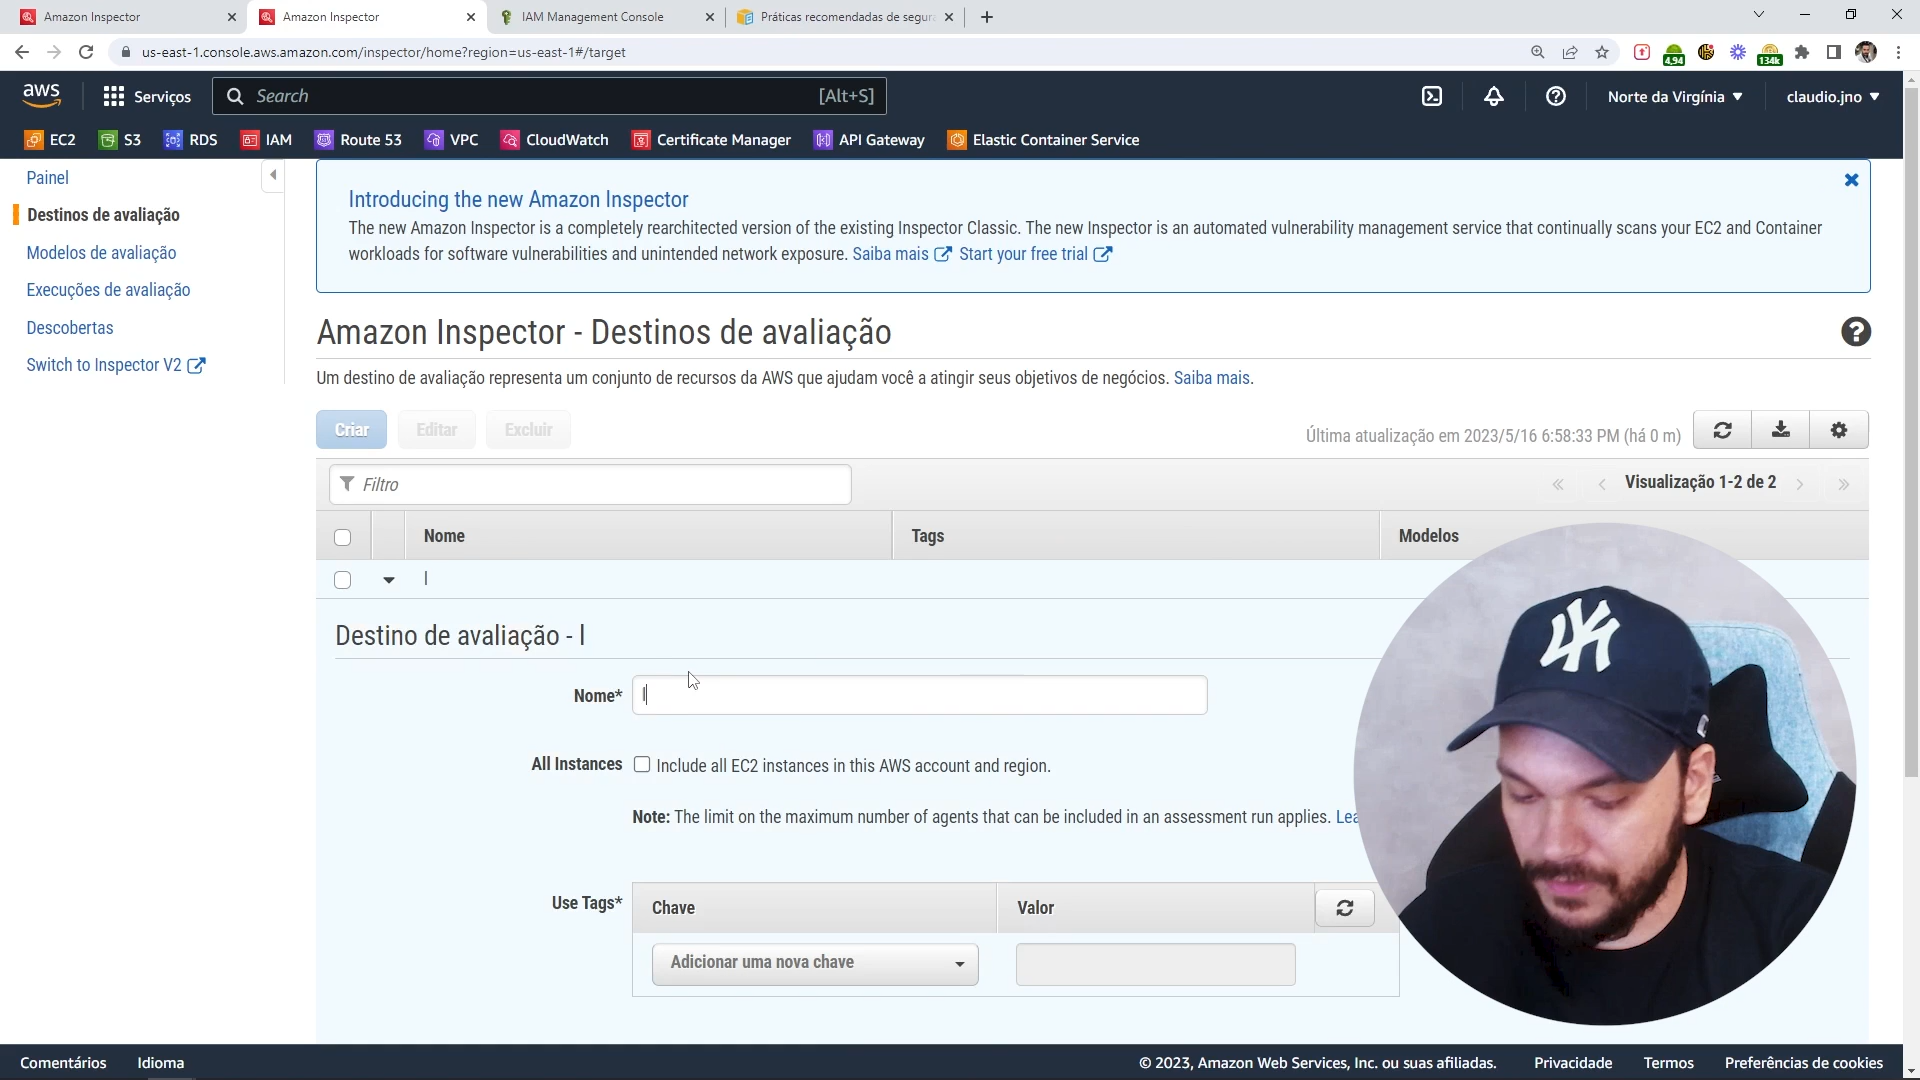 Amazon Inspector
Amazon Inspector
IAM Management Console
Práticas recomendadas de segura
us-east-1.console.aws.amazon.com/inspector/home?region=us-east-1#/target
4,94
134k
aws
Serviços
Search
[Alt+S]
Norte da Virgínia
claudio.jno
EC2
S3
RDS
IAM
Route 53
VPC
CloudWatch
Certificate Manager
API Gateway
Elastic Container Service
Painel
Destinos de avaliação
Modelos de avaliação
Execuções de avaliação
Descobertas
Switch to Inspector V2
Introducing the new Amazon Inspector
The new Amazon Inspector is a completely rearchitected version of the existing Inspector Classic. The new Inspector is an automated vulnerability management service that continually scans your EC2 and Container
workloads for software vulnerabilities and unintended network exposure. Saiba mais Start your free trial
Amazon Inspector - Destinos de avaliação
Um destino de avaliação representa um conjunto de recursos da AWS que ajudam você a atingir seus objetivos de negócios. Saiba mais.
Criar
Editar
Excluir
Última atualização em 2023/5/16 6:58:33 PM (há 0 m)
Filtro
Visualização 1-2 de 2
Nome
Tags
Modelos
l
Destino de avaliação - l
Nome*
l
All Instances
Include all EC2 instances in this AWS account and region.
Note: The limit on the maximum number of agents that can be included in an assessment run applies. Lea
Use Tags*
Chave
Valor
Adicionar uma nova chave
NY
Comentários
Idioma
© 2023, Amazon Web Services, Inc. ou suas afiliadas.
Privacidade
Termos
Preferências de cookies